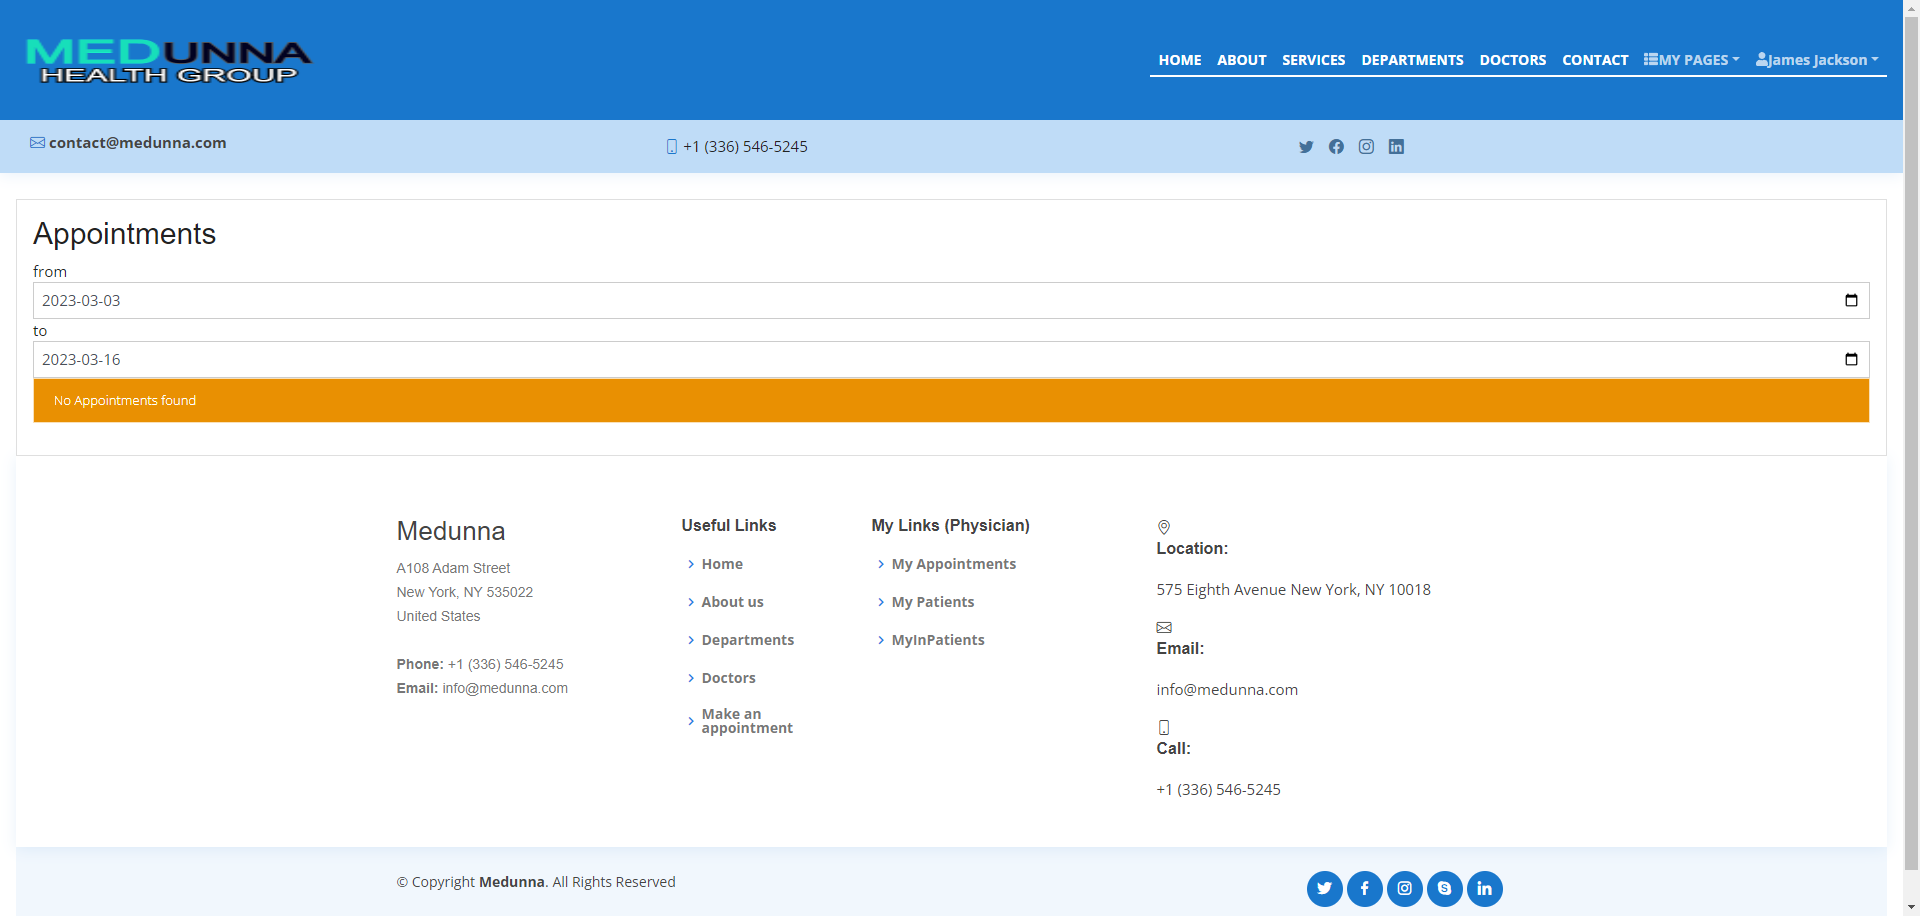 MEDUNNA
HEALTH GROUP
HOME ABOUT SERVICES DEPARTMENTS DOCTORS CONTACT MY PAGES James Jackson
contact@medunna.com
+1 (336) 546-5245
Appointments
from
2023-03-03
to
2023-03-16
No Appointments found
Medunna
A108 Adam Street
New York, NY 535022
United States
Phone: +1 (336) 546-5245
Email: info@medunna.com
Useful Links
Home
About us
Departments
Doctors
Make an
appointment
My Links (Physician)
My Appointments
My Patients
MyInPatients
Location:
575 Eighth Avenue New York, NY 10018
Email:
info@medunna.com
Call:
+1 (336) 546-5245
© Copyright Medunna. All Rights Reserved